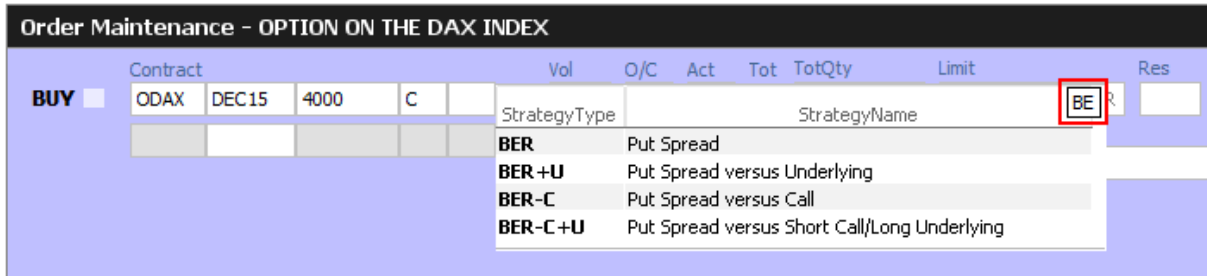 Order Maintenance - OPTION ON THE DAX INDEX
Contract Vol O/C Act Tot TotQty Limit Res
BUY ODAX DEC15 4000 C BE R
StrategyType StrategyName
BER Put Spread
BER+U Put Spread versus Underlying
BER-C Put Spread versus Call
BER-C+U Put Spread versus Short Call/Long Underlying